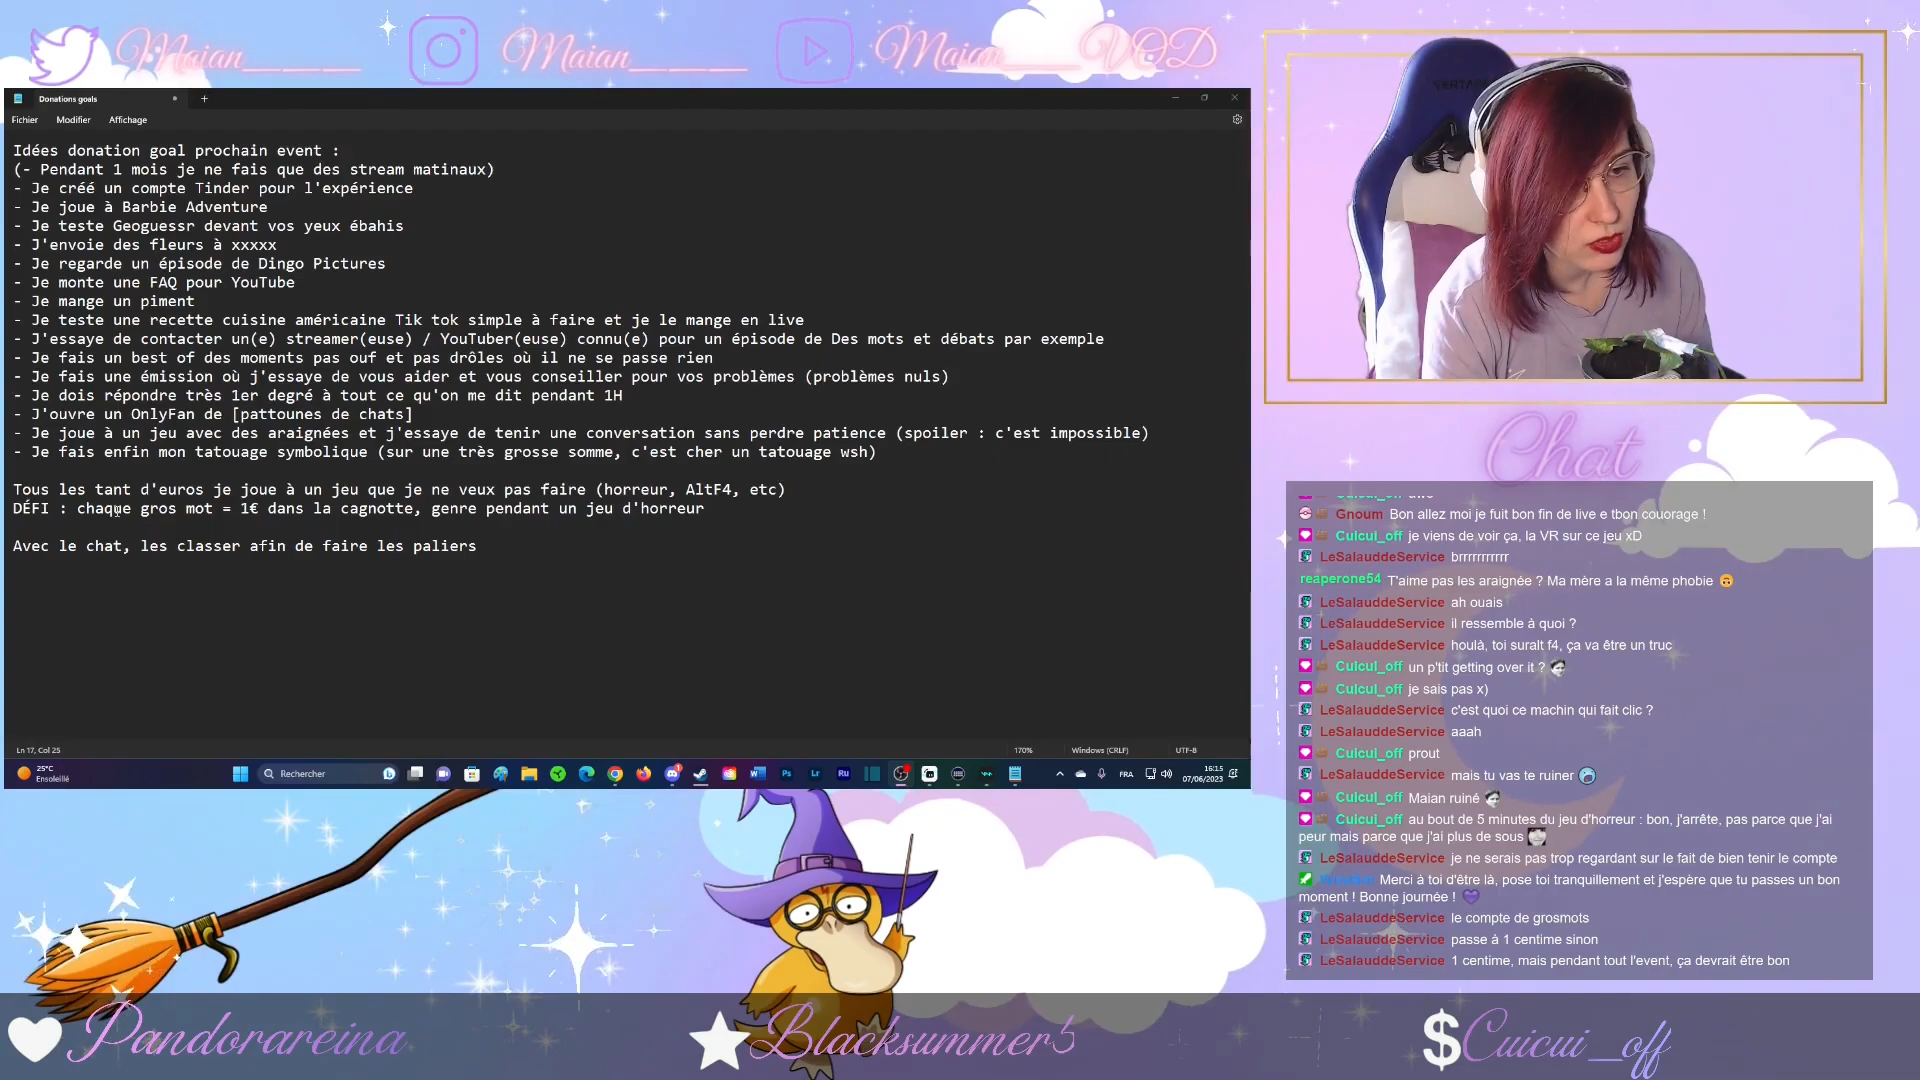 Maian____
Maian____
Maian____VOD
VERTA
Donations goals
Fichier Modifier Affichage
Idées donation goal prochain event :
(- Pendant 1 mois je ne fais que des stream matinaux)
- Je créé un compte Tinder pour l'expérience
- Je joue à Barbie Adventure
- Je teste Geoguessr devant vos yeux ébahis
- J'envoie des fleurs à xxxxx
- Je regarde un épisode de Dingo Pictures
- Je monte une FAQ pour YouTube
- Je mange un piment
- Je teste une recette cuisine américaine Tik tok simple à faire et je le mange en live
- J'essaye de contacter un(e) streamer(euse) / YouTuber(euse) connu(e) pour un épisode de Des mots et débats par exemple
- Je fais un best of des moments pas ouf et pas drôles où il ne se passe rien
- Je fais une émission où j'essaye de vous aider et vous conseiller pour vos problèmes (problèmes nuls)
- Je dois répondre très 1er degré à tout ce qu'on me dit pendant 1H
- J'ouvre un OnlyFan de [pattounes de chats]
- Je joue à un jeu avec des araignées et j'essaye de tenir une conversation sans perdre patience (spoiler : c'est impossible)
- Je fais enfin mon tatouage symbolique (sur une très grosse somme, c'est cher un tatouage wsh)
Tous les tant d'euros je joue à un jeu que je ne veux pas faire (horreur, AltF4, etc)
DÉFI : chaque gros mot = 1€ dans la cagnotte, genre pendant un jeu d'horreur
Avec le chat, les classer afin de faire les paliers
Ln 17, Col 25
170%
Windows (CRLF)
UTF-8
25°C
Ensoleillé
Rechercher
W Ps Lr Ru
FRA
16:15
07/06/2023
Chat
Gnoum Bon allez moi je fuit bon fin de live e tbon couorage !
Cuicui_off je viens de voir ça, la VR sur ce jeu xD
LeSalauddeService brrrrrrrrrrr
reaperone54 T'aime pas les araignée ? Ma mère a la même phobie 🙃
LeSalauddeService ah ouais
LeSalauddeService il ressemble à quoi ?
LeSalauddeService houlà, toi suralt f4, ça va être un truc
Cuicui_off un p'tit getting over it ?
Cuicui_off je sais pas x)
LeSalauddeService c'est quoi ce machin qui fait clic ?
LeSalauddeService aaah
Cuicui_off prout
LeSalauddeService mais tu vas te ruiner
Cuicui_off Maian ruiné
Cuicui_off au bout de 5 minutes du jeu d'horreur : bon, j'arrête, pas parce que j'ai
peur mais parce que j'ai plus de sous
LeSalauddeService je ne serais pas trop regardant sur le fait de bien tenir le compte
Merci à toi d'être là, pose toi tranquillement et j'espère que tu passes un bon
moment ! Bonne journée ! 💜
LeSalauddeService le compte de grosmots
LeSalauddeService passe à 1 centime sinon
LeSalauddeService 1 centime, mais pendant tout l'event, ça devrait être bon
Pandorareina
Blacksummer5
$ Cuicui_off